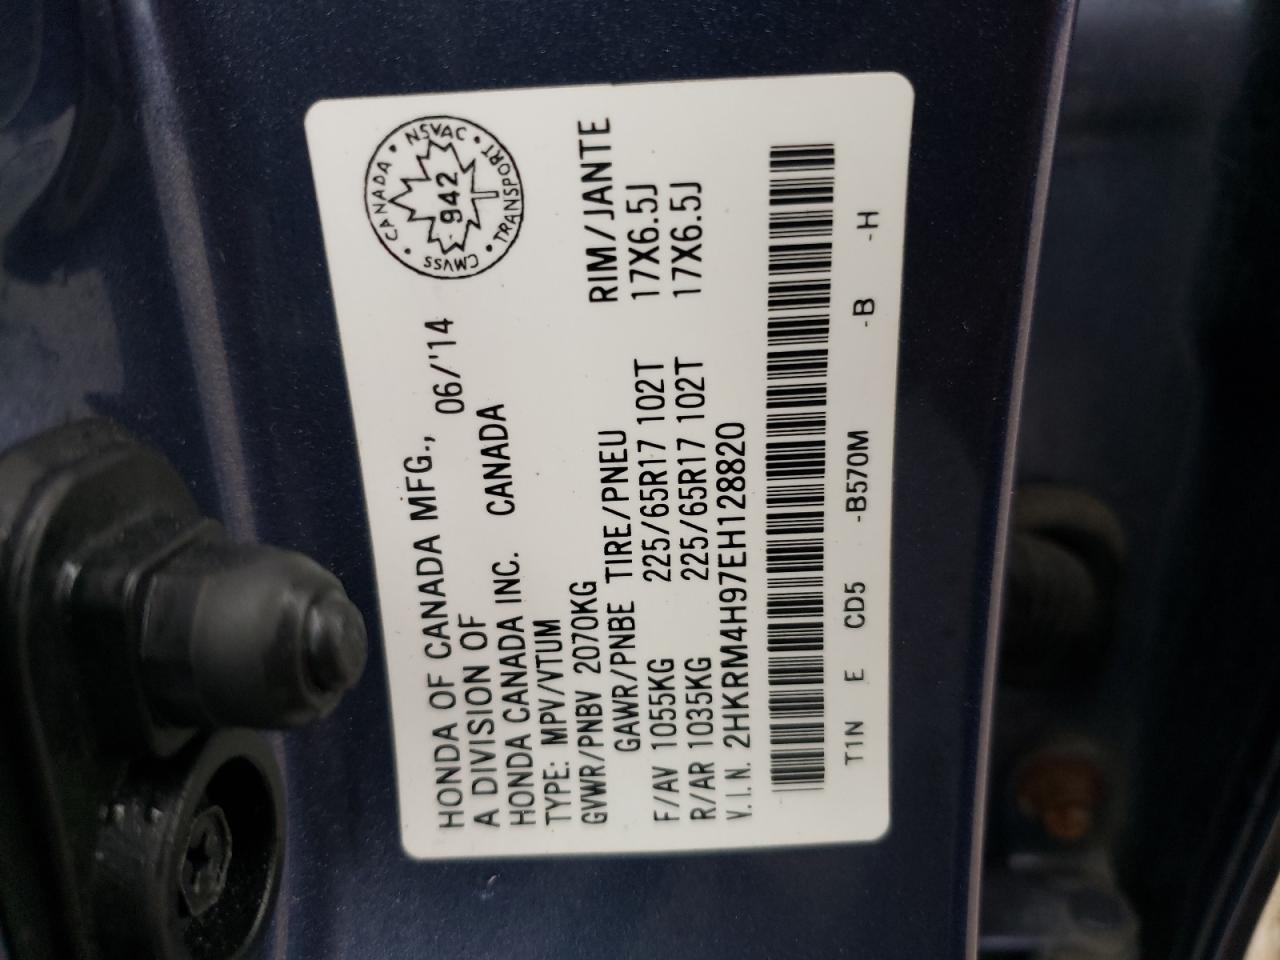 HONDA OF CANADA MFG., 06/'14
A DIVISION OF
HONDA CANADA INC. CANADA
TYPE: MPV/VTUM
GVWR/PNBV 2070KG
GAWR/PNBE TIRE/PNEU RIM/JANTE
F/AV 1055KG 225/65R17 102T 17X6.5J
R/AR 1035KG 225/65R17 102T 17X6.5J
V.I.N. 2HKRM4H97EH128820
T1N E CD5 -B570M -B -H
CANADA • NSVAC • TRANSPORT • CMVSS •
942